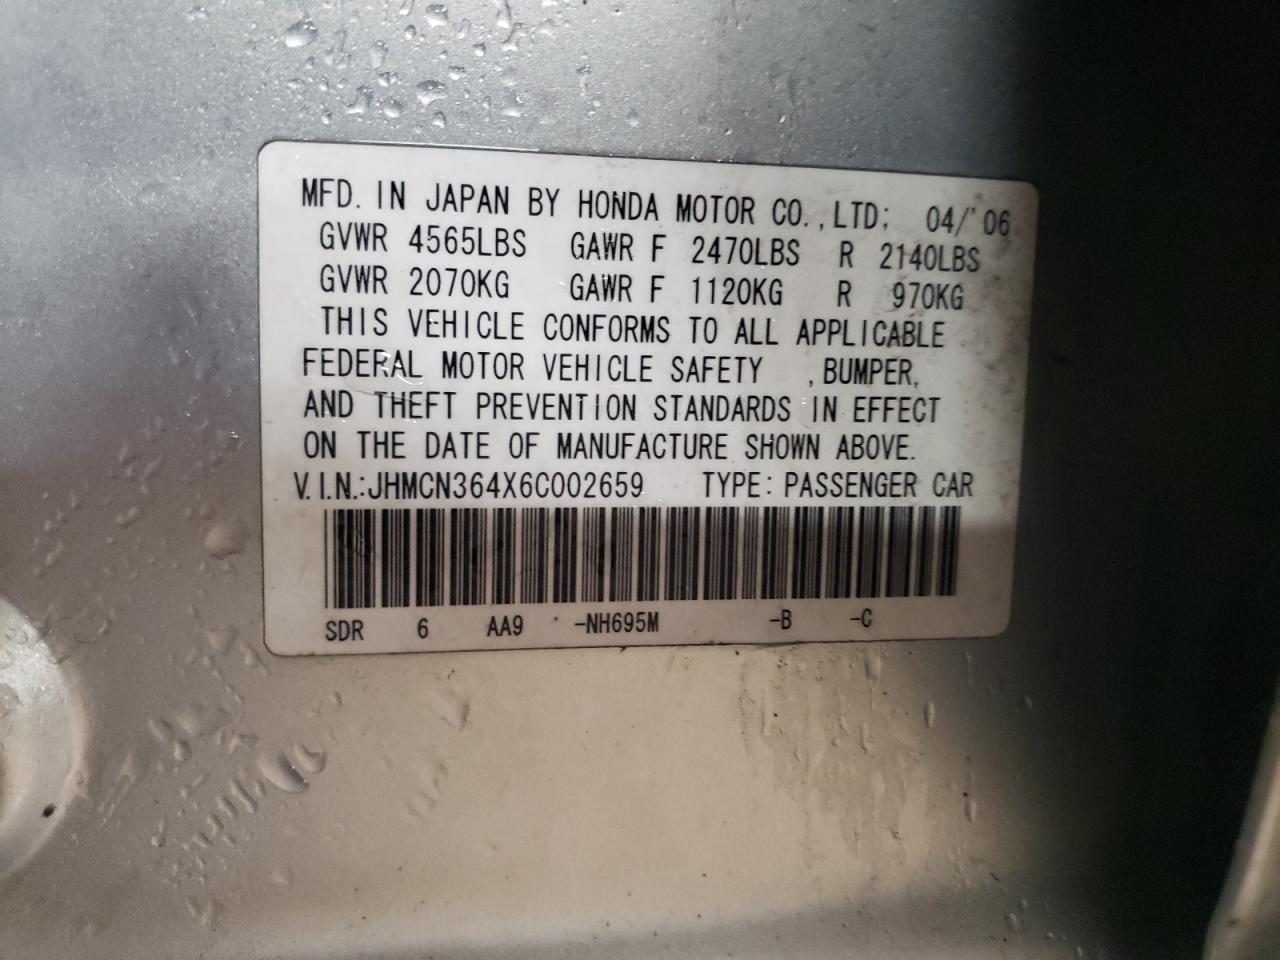 MFD. IN JAPAN BY HONDA MOTOR CO., LTD; 04/'06
GVWR 4565LBS GAWR F 2470LBS R 2140LBS
GVWR 2070KG GAWR F 1120KG R 970KG
THIS VEHICLE CONFORMS TO ALL APPLICABLE
FEDERAL MOTOR VEHICLE SAFETY , BUMPER,
AND THEFT PREVENTION STANDARDS IN EFFECT
ON THE DATE OF MANUFACTURE SHOWN ABOVE.
V.I.N.:JHMCN364X6C002659 TYPE: PASSENGER CAR
SDR 6 AA9 -NH695M -B -C